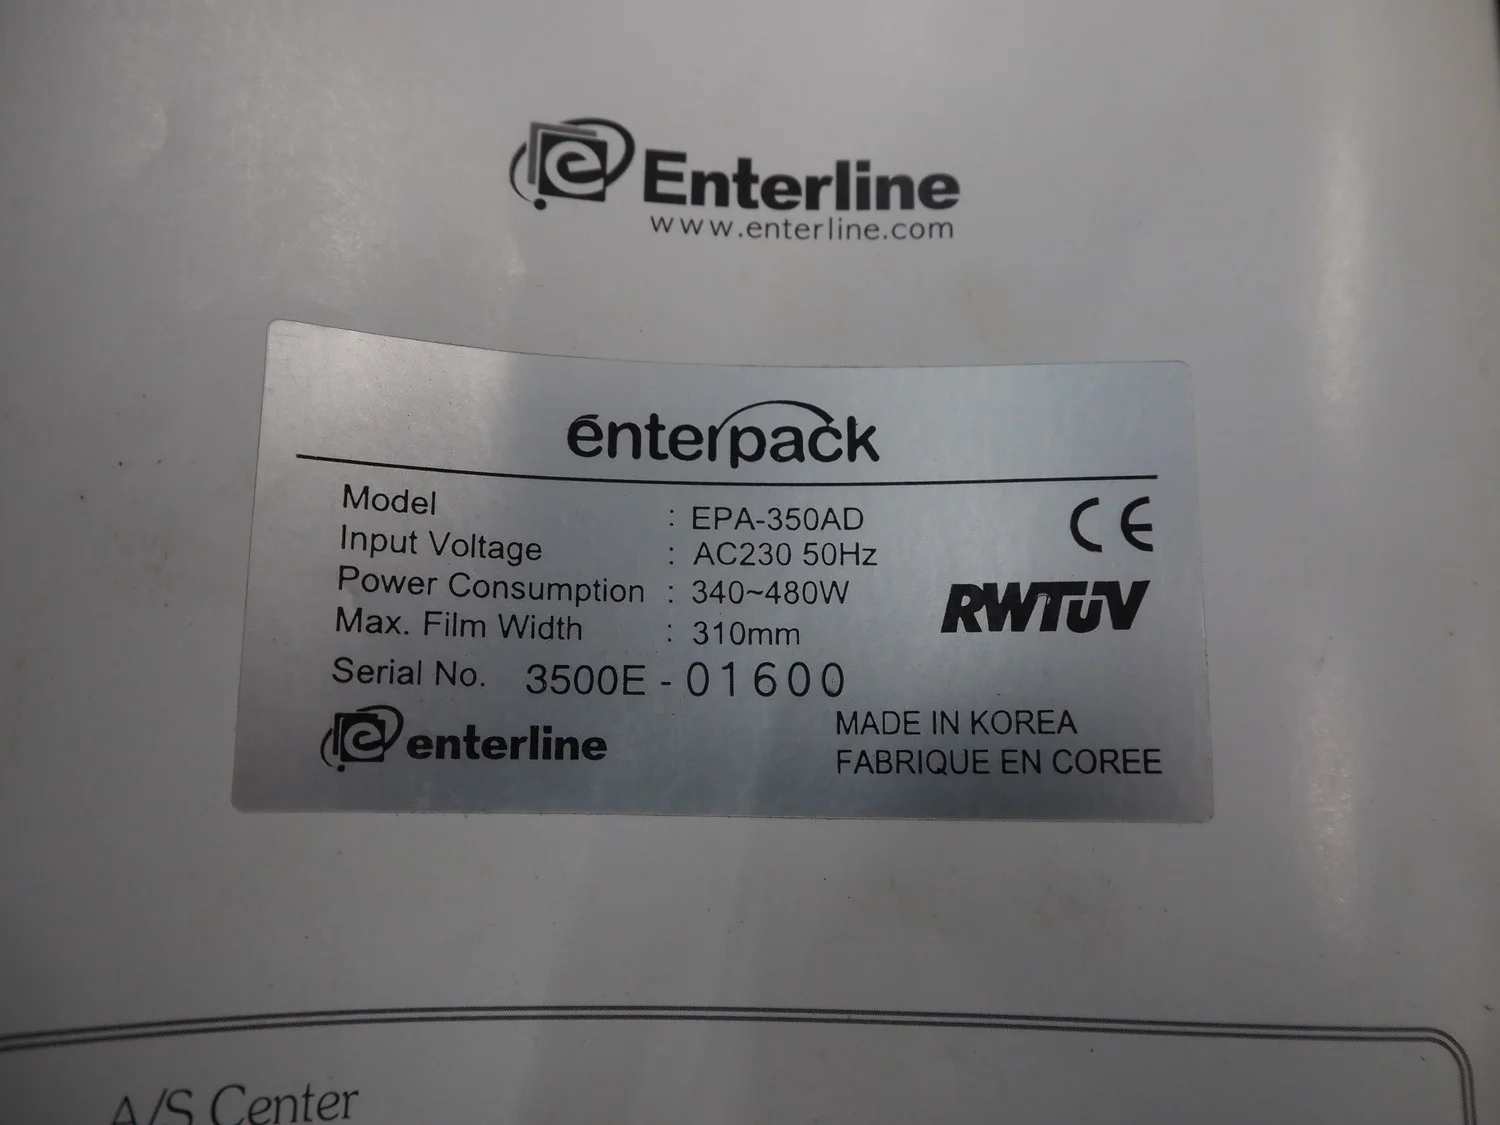 Enterline
www.enterline.com
enterpack
Model : EPA-350AD
Input Voltage : AC230 50Hz
Power Consumption : 340~480W
Max. Film Width : 310mm
Serial No. 3500E - 01600
CE
RWTÜV
enterline
MADE IN KOREA
FABRIQUE EN COREE
A/S Center